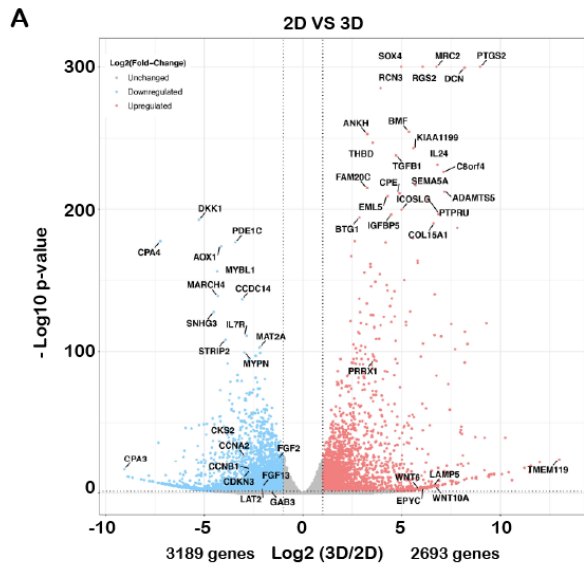 A
2D VS 3D
300
200
100
0
- Log10 p-value
Log2(Fold-Change)
Unchanged
Downregulated
Upregulated
SOX4
MRC2
PTGS2
RCN3
RGS2
DCN
ANKH
BMF
KIAA1199
THBD
TGFB1
IL24
C8orf4
FAM20C
CPE
SEMA5A
ADAMTS5
EML5
ICOSLG
PTPRU
BTG1
IGFBP5
COL15A1
DKK1
PDE1C
CPA4
AOX1
MYBL1
MARCH4
CCDC14
SNHG3
IL7R
MAT2A
STRIP2
MYPN
PRRX1
CKS2
CCNA2
FGF2
CPA3
CCNB1
FGF13
CDKN3
LAT2
GAB3
WNT6
LAMP5
TMEM119
EPYC
WNT10A
-10
-5
0
5
10
3189 genes
Log2 (3D/2D)
2693 genes